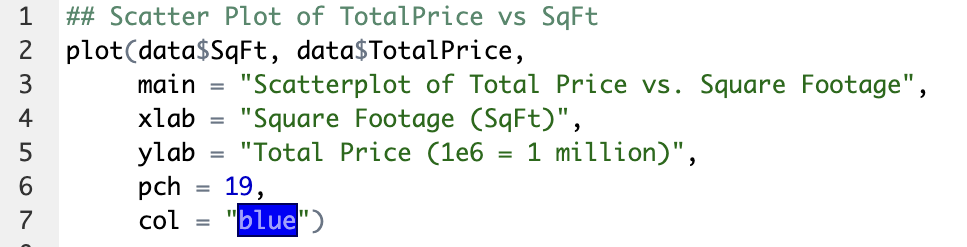 1 ## Scatter Plot of TotalPrice vs SqFt
2 plot(data$SqFt, data$TotalPrice,
3 main = "Scatterplot of Total Price vs. Square Footage",
4 xlab = "Square Footage (SqFt)",
5 ylab = "Total Price (1e6 = 1 million)",
6 pch = 19,
7 col = "blue")